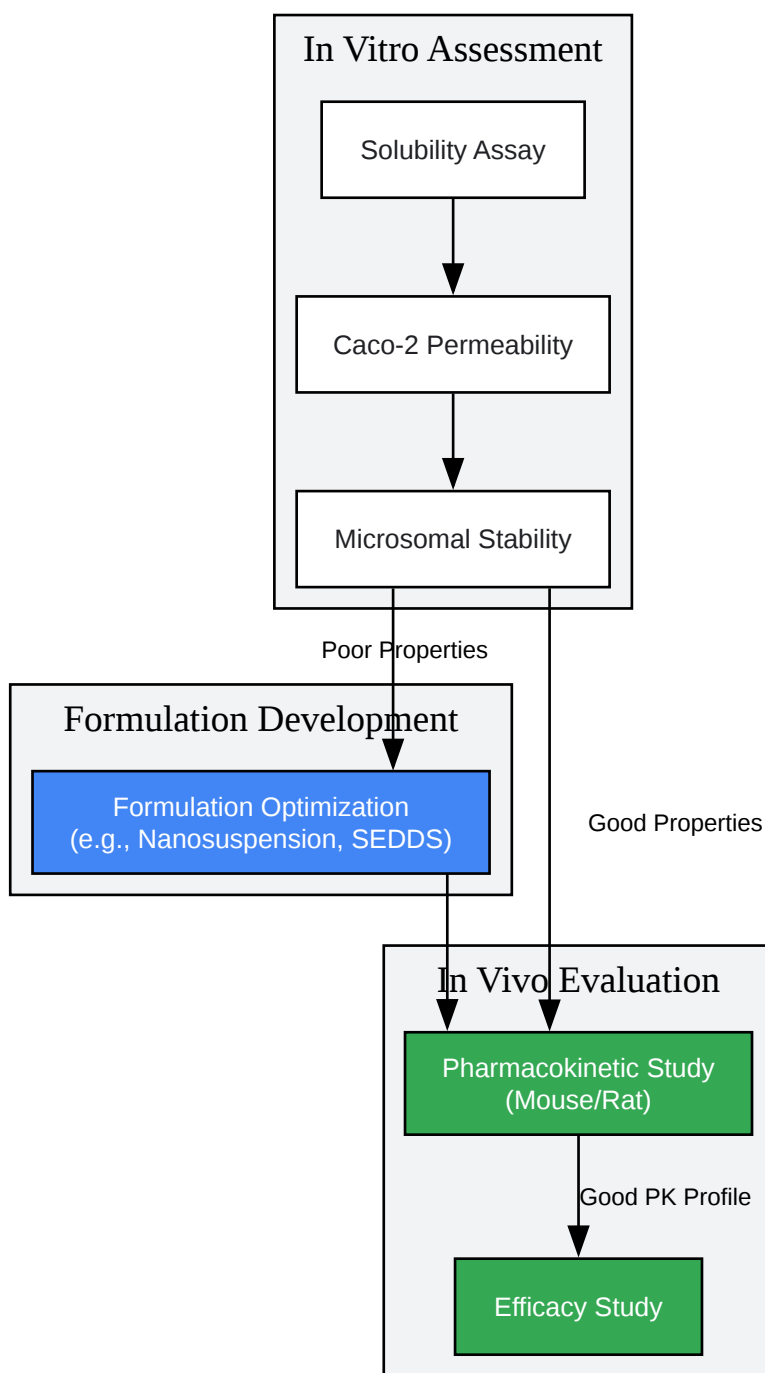 In Vitro Assessment
Solubility Assay
Caco-2 Permeability
Microsomal Stability
Poor Properties
Formulation Development
Formulation Optimization
(e.g., Nanosuspension, SEDDS)
Good Properties
In Vivo Evaluation
Pharmacokinetic Study
(Mouse/Rat)
Good PK Profile
Efficacy Study